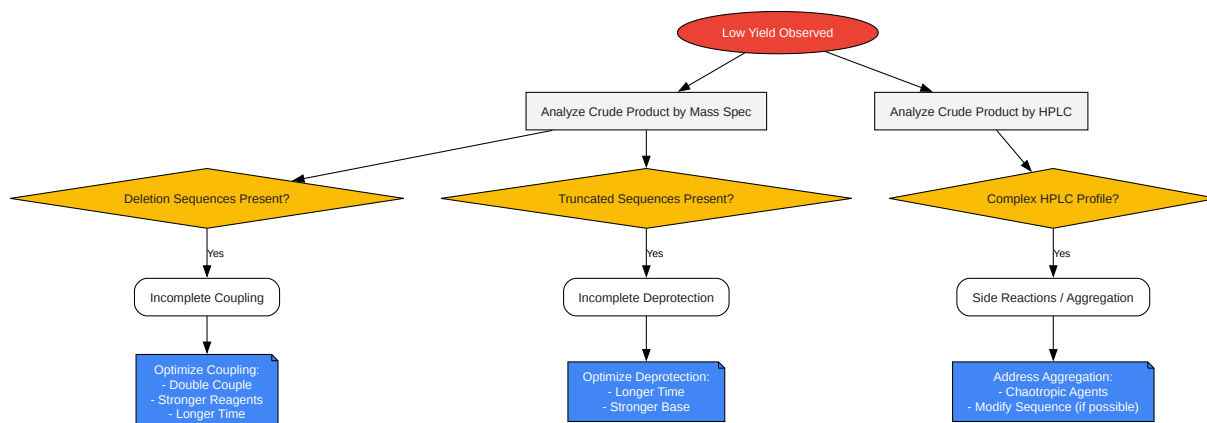 Low Yield Observed
Analyze Crude Product by Mass Spec
Analyze Crude Product by HPLC
Deletion Sequences Present?
Truncated Sequences Present?
Complex HPLC Profile?
Yes
Yes
Yes
Incomplete Coupling
Incomplete Deprotection
Side Reactions / Aggregation
Optimize Coupling:
- Double Couple
- Stronger Reagents
- Longer Time
Optimize Deprotection:
- Longer Time
- Stronger Base
Address Aggregation:
- Chaotropic Agents
- Modify Sequence (if possible)